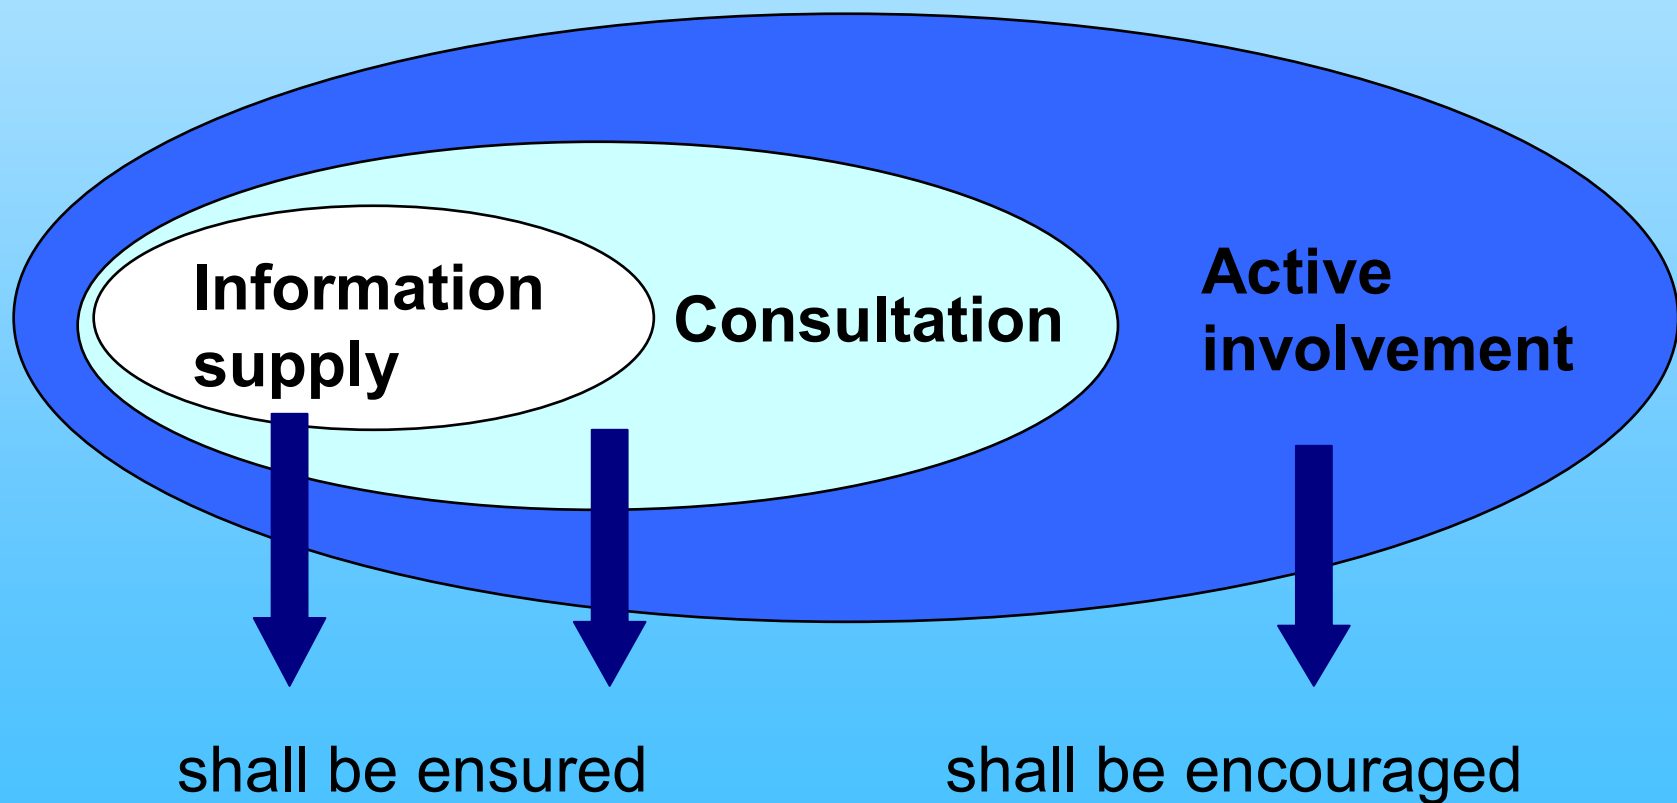 Information
supply
Consultation
Active
involvement
shall be ensured
shall be encouraged